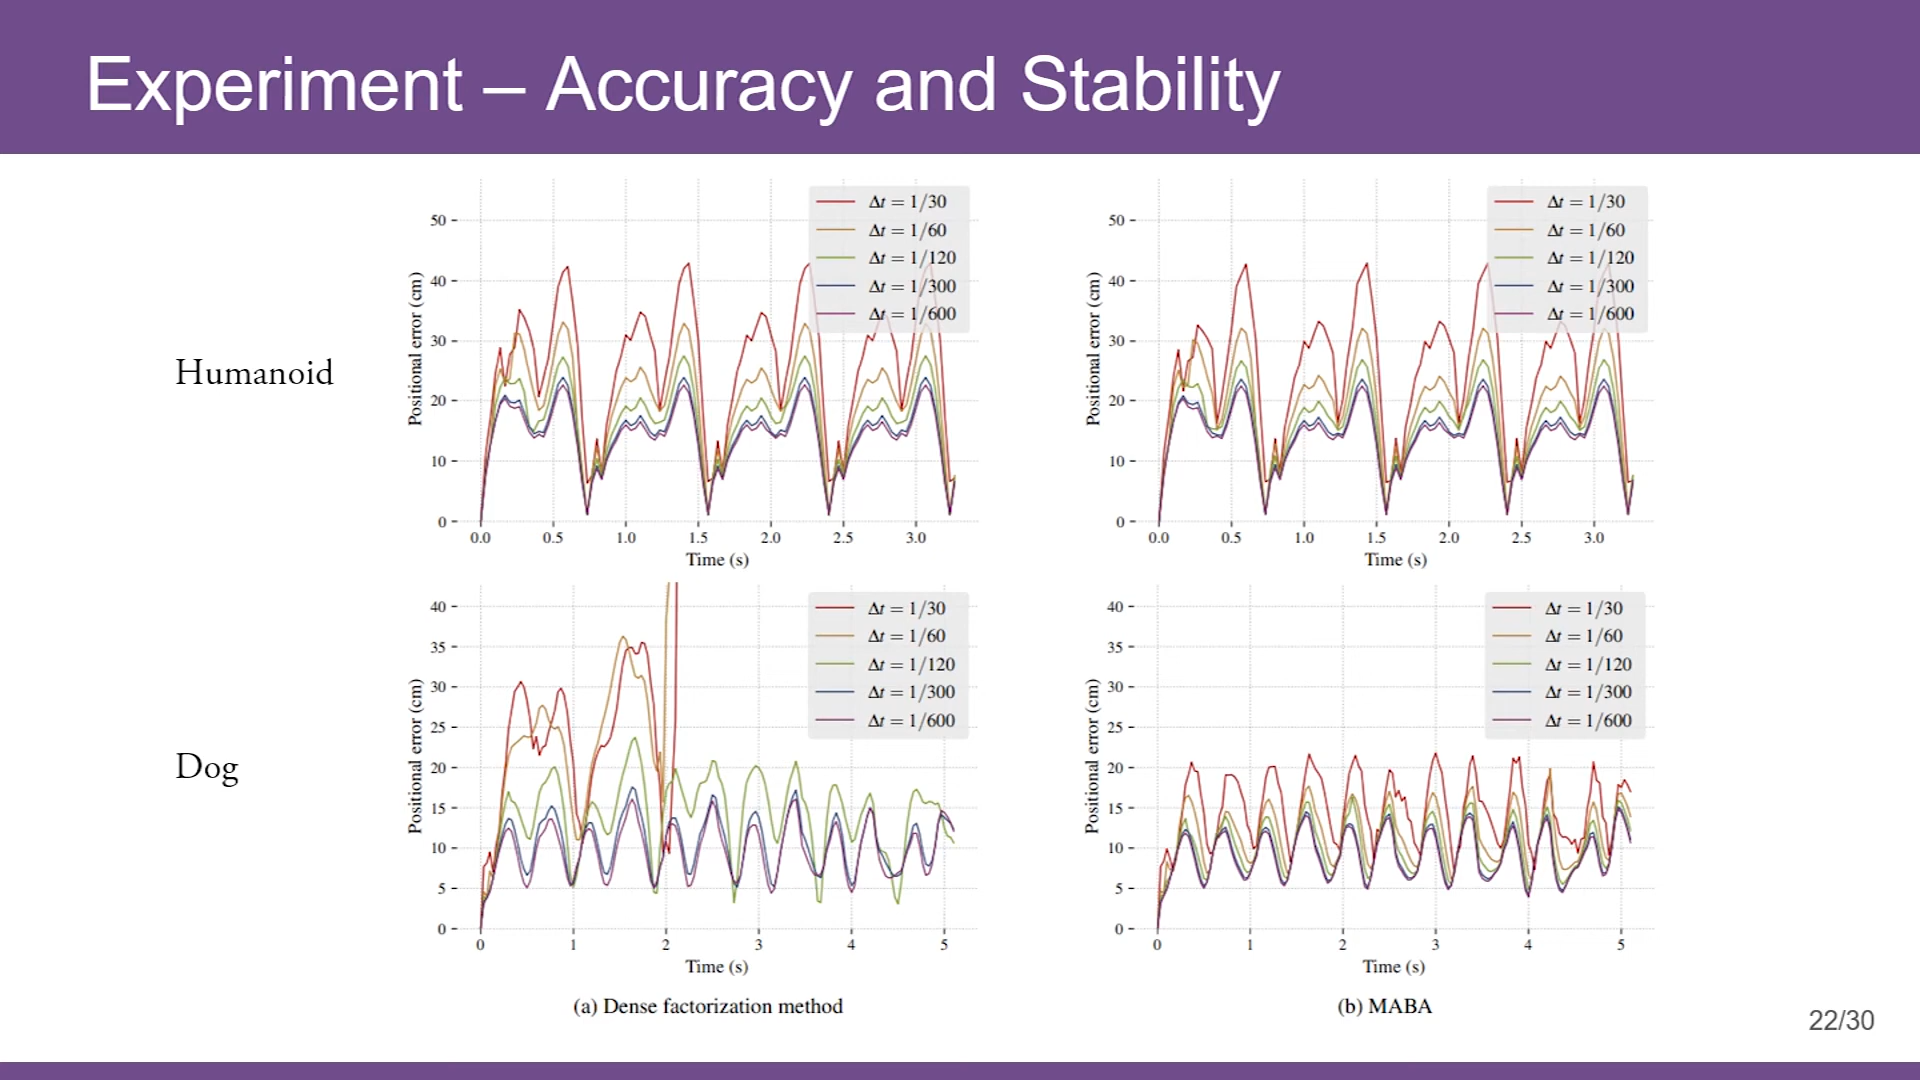 Experiment – Accuracy and Stability
Humanoid
Positional error (cm)
50
40
30
20
10
0
0.0 0.5 1.0 1.5 2.0 2.5 3.0
Time (s)
Δt = 1/30
Δt = 1/60
Δt = 1/120
Δt = 1/300
Δt = 1/600
Positional error (cm)
50
40
30
20
10
0
0.0 0.5 1.0 1.5 2.0 2.5 3.0
Time (s)
Δt = 1/30
Δt = 1/60
Δt = 1/120
Δt = 1/300
Δt = 1/600
Dog
Positional error (cm)
40
35
30
25
20
15
10
5
0
0 1 2 3 4 5
Time (s)
Δt = 1/30
Δt = 1/60
Δt = 1/120
Δt = 1/300
Δt = 1/600
(a) Dense factorization method
Positional error (cm)
40
35
30
25
20
15
10
5
0
0 1 2 3 4 5
Time (s)
Δt = 1/30
Δt = 1/60
Δt = 1/120
Δt = 1/300
Δt = 1/600
(b) MABA
22/30